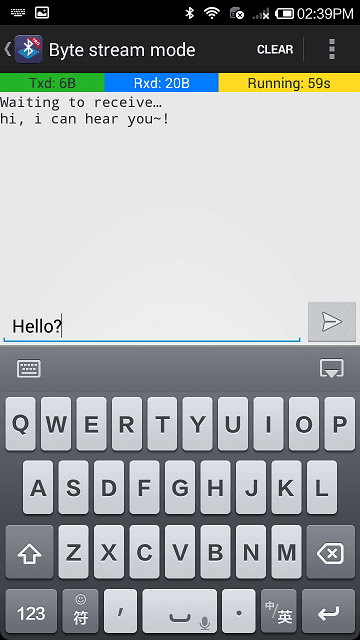 02:39PM
Byte stream mode
CLEAR
Txd: 6B
Rxd: 20B
Running: 59s
Waiting to receive…
hi, i can hear you~!
Hello?
Q W E R T Y U I O P
A S D F G H J K L
Z X C V B N M
123 符 , . 中/英